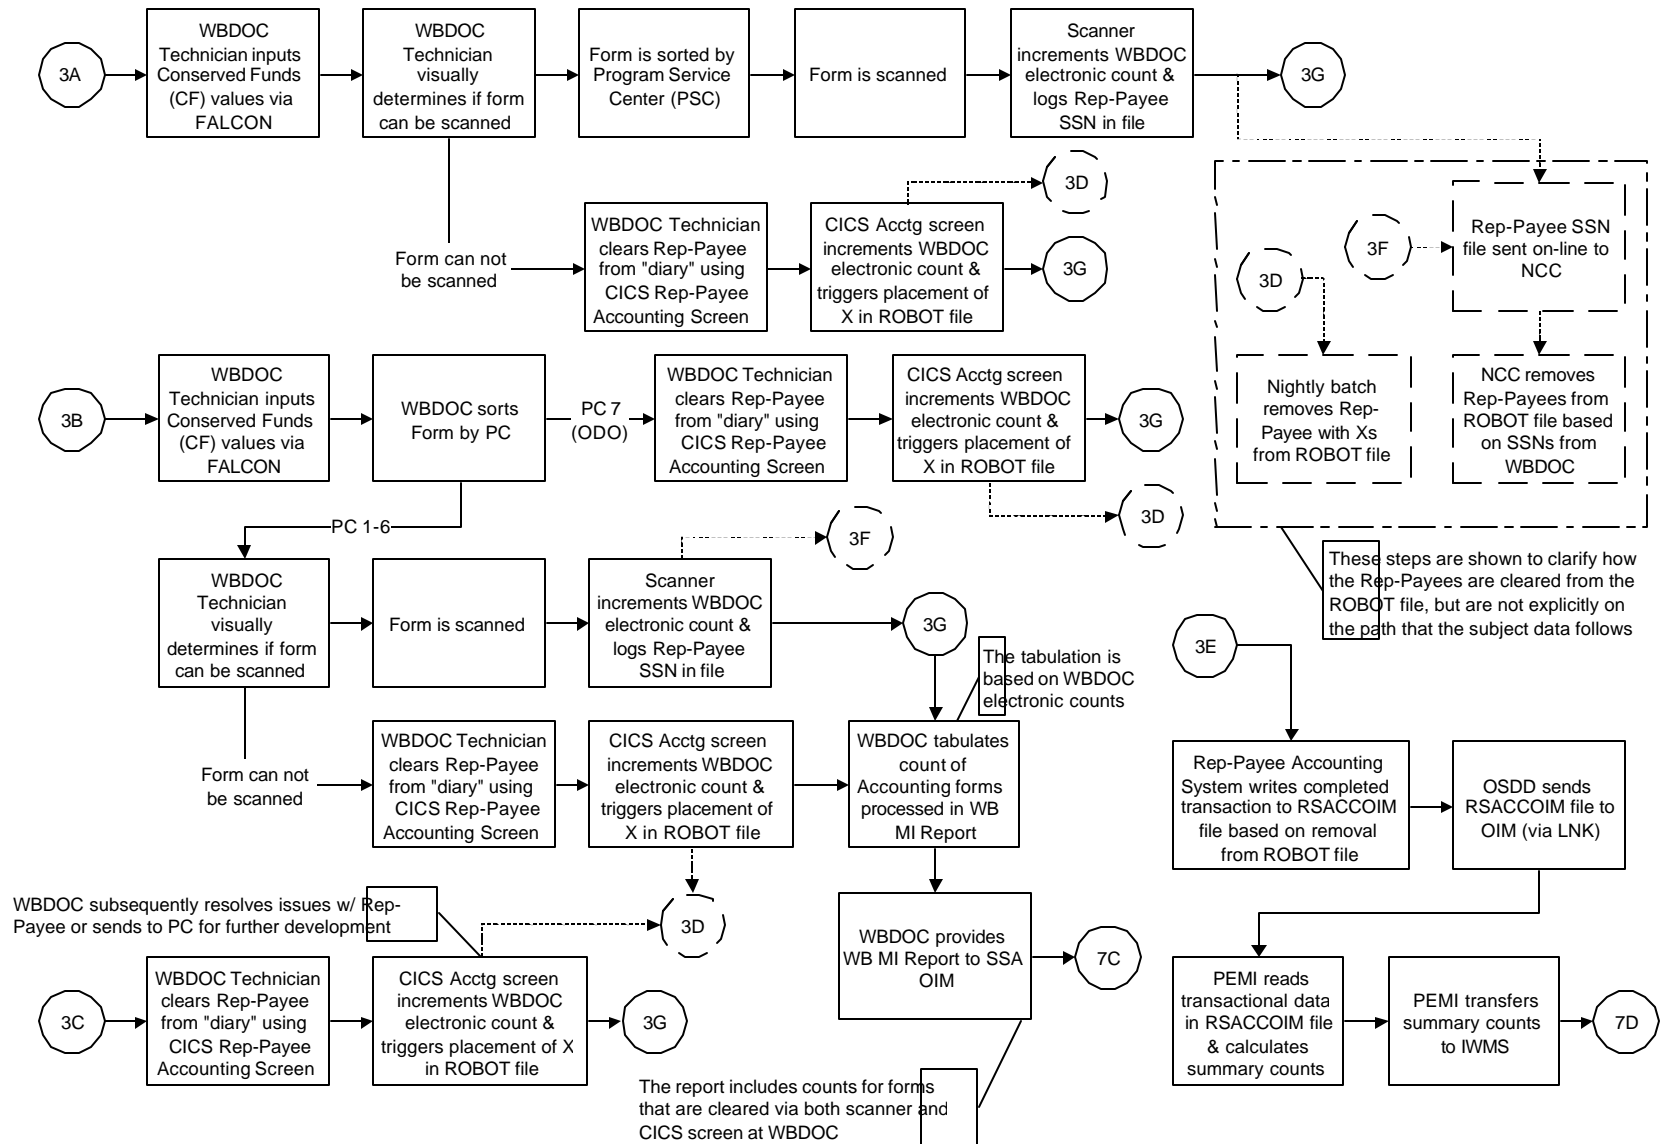 3A
WBDOC
Technician inputs
Conserved Funds
(CF) values via
FALCON
WBDOC
Technician
visually
determines if form
can be scanned
Form is sorted by
Program Service
Center (PSC)
Form is scanned
Scanner
increments WBDOC
electronic count &
logs Rep-Payee
SSN in file
3G
Form can not
be scanned
WBDOC Technician
clears Rep-Payee
from "diary" using
CICS Rep-Payee
Accounting Screen
CICS Acctg screen
increments WBDOC
electronic count &
triggers placement of
X in ROBOT file
3D
3G
3D
3F
Rep-Payee SSN
file sent on-line to
NCC
Nightly batch
removes Rep-
Payee with Xs
from ROBOT file
NCC removes
Rep-Payees from
ROBOT file based
on SSNs from
WBDOC
These steps are shown to clarify how
the Rep-Payees are cleared from the
ROBOT file, but are not explicitly on
the path that the subject data follows
3B
WBDOC
Technician inputs
Conserved Funds
(CF) values via
FALCON
WBDOC sorts
Form by PC
PC 7
(ODO)
WBDOC Technician
clears Rep-Payee
from "diary" using
CICS Rep-Payee
Accounting Screen
CICS Acctg screen
increments WBDOC
electronic count &
triggers placement of
X in ROBOT file
3G
3D
PC 1-6
WBDOC
Technician
visually
determines if form
can be scanned
Form is scanned
Scanner
increments WBDOC
electronic count &
logs Rep-Payee
SSN in file
3F
3G
The tabulation is
based on WBDOC
electronic counts
Form can not
be scanned
WBDOC Technician
clears Rep-Payee
from "diary" using
CICS Rep-Payee
Accounting Screen
CICS Acctg screen
increments WBDOC
electronic count &
triggers placement of
X in ROBOT file
3D
WBDOC tabulates
count of
Accounting forms
processed in WB
MI Report
WBDOC provides
WB MI Report to SSA
OIM
7C
The report includes counts for forms
that are cleared via both scanner and
CICS screen at WBDOC
WBDOC subsequently resolves issues w/ Rep-
Payee or sends to PC for further development
3C
WBDOC Technician
clears Rep-Payee
from "diary" using
CICS Rep-Payee
Accounting Screen
CICS Acctg screen
increments WBDOC
electronic count &
triggers placement of X
in ROBOT file
3G
3E
Rep-Payee Accounting
System writes completed
transaction to RSACCOIM
file based on removal
from ROBOT file
OSDD sends
RSACCOIM file to
OIM (via LNK)
PEMI reads
transactional data
in RSACCOIM file
& calculates
summary counts
PEMI transfers
summary counts
to IWMS
7D